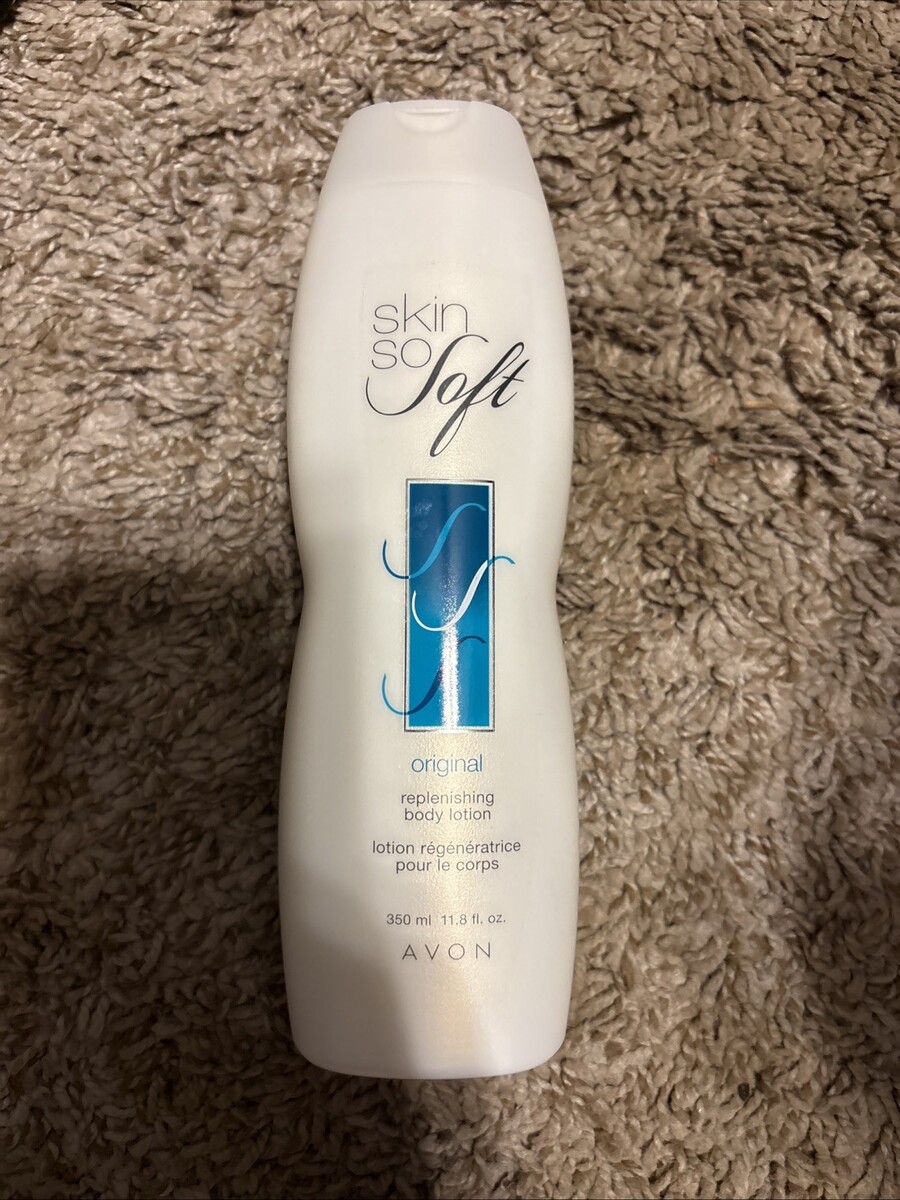 skin
so Soft
original
replenishing
body lotion
lotion régénératrice
pour le corps
350 ml 11.8 fl. oz.
AVON